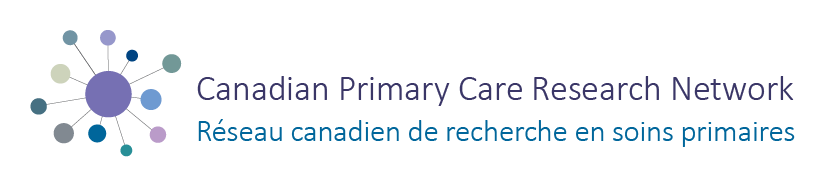 Canadian Primary Care Research Network
Réseau canadien de recherche en soins primaires